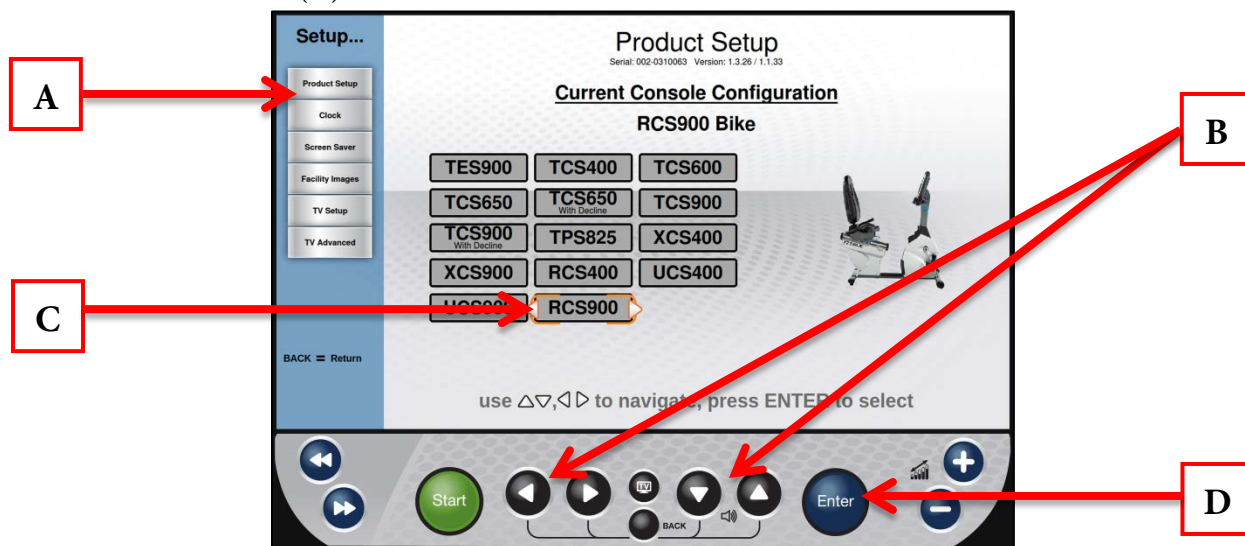 Setup...
Product Setup
Clock
Screen Saver
Facility Images
TV Setup
TV Advanced
BACK = Return
Product Setup
Serial: 002-0310063 Version: 1.3.26 / 1.1.33
Current Console Configuration
RCS900 Bike
TES900 TCS400 TCS600
TCS650 TCS650 TCS900
With Decline
TCS900 TPS825 XCS400
With Decline
XCS900 RCS400 UCS400
RCS900
use △▽,◁ ▷ to navigate, press ENTER to select
Start
TV
BACK
Enter
A
B
C
D